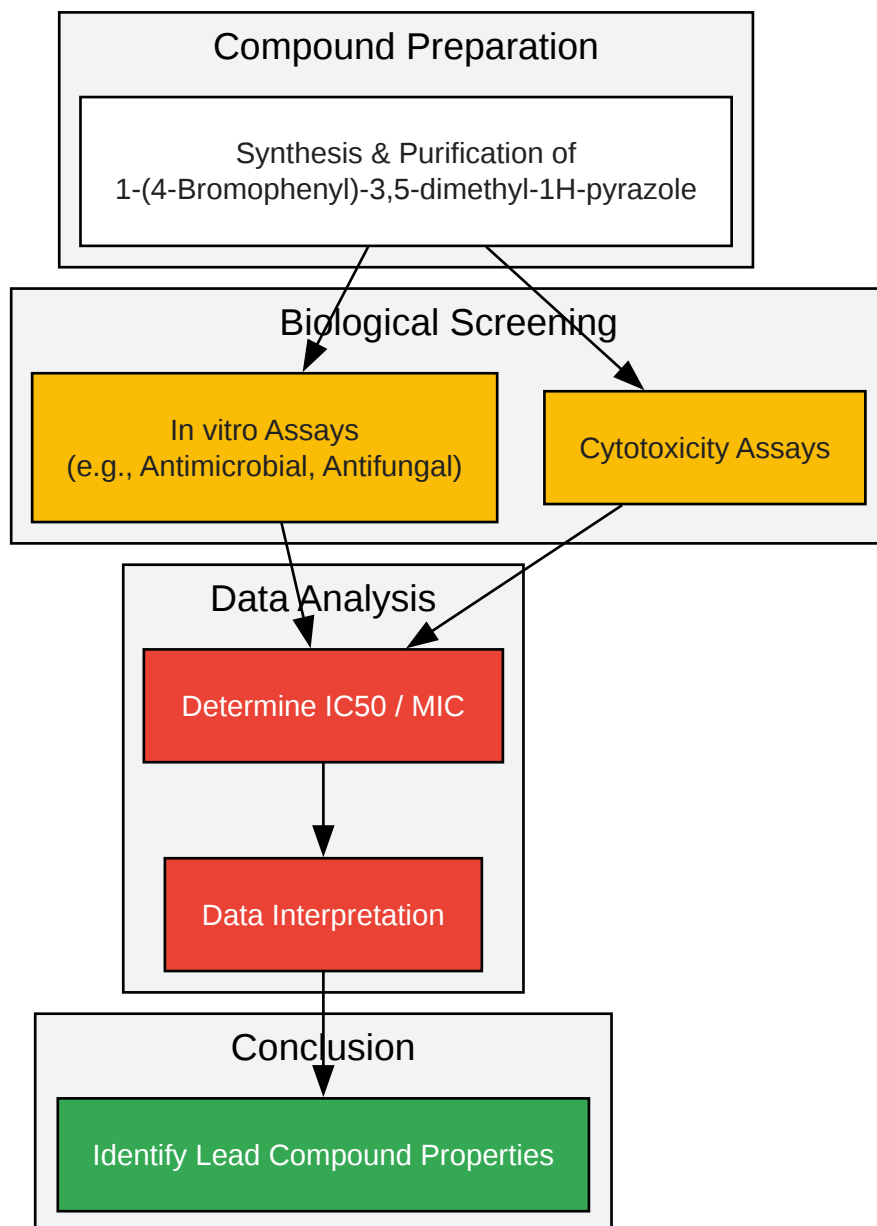 Compound Preparation
Synthesis & Purification of
1-(4-Bromophenyl)-3,5-dimethyl-1H-pyrazole
Biological Screening
In vitro Assays
(e.g., Antimicrobial, Antifungal)
Cytotoxicity Assays
Data Analysis
Determine IC50 / MIC
Data Interpretation
Conclusion
Identify Lead Compound Properties